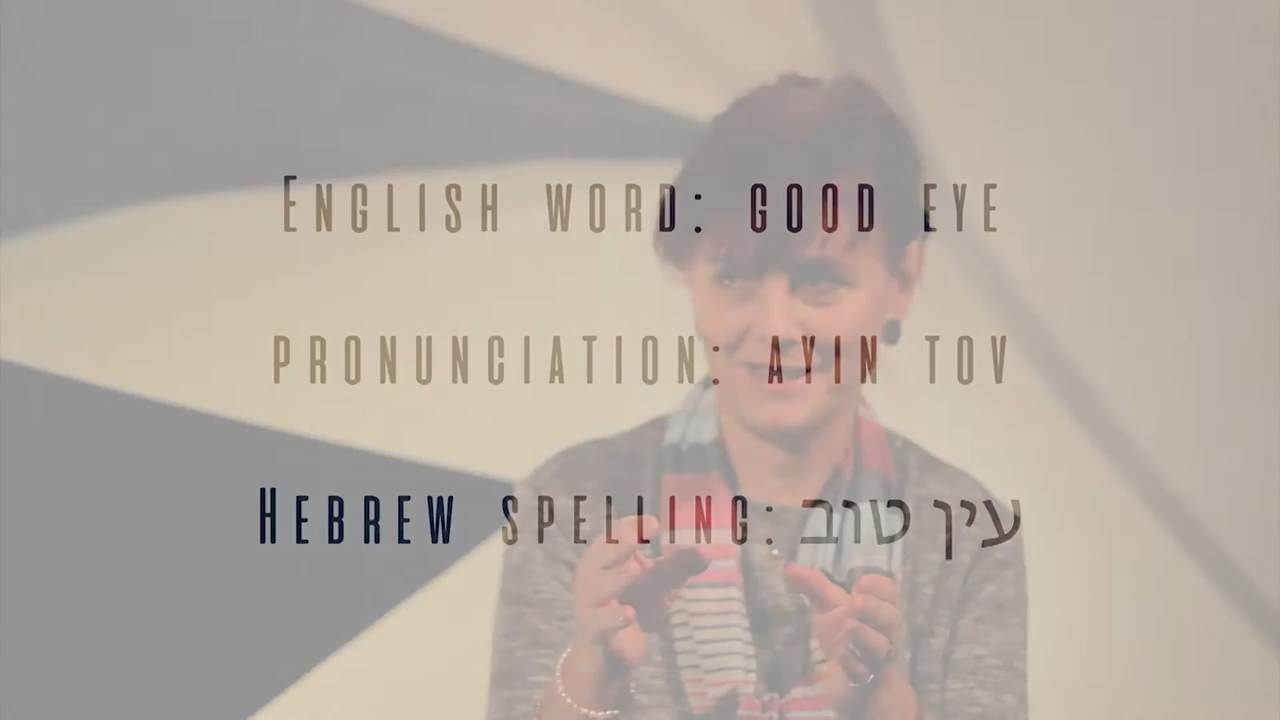 English word: good eye
pronunciation: ayin tov
Hebrew spelling: עין טוב